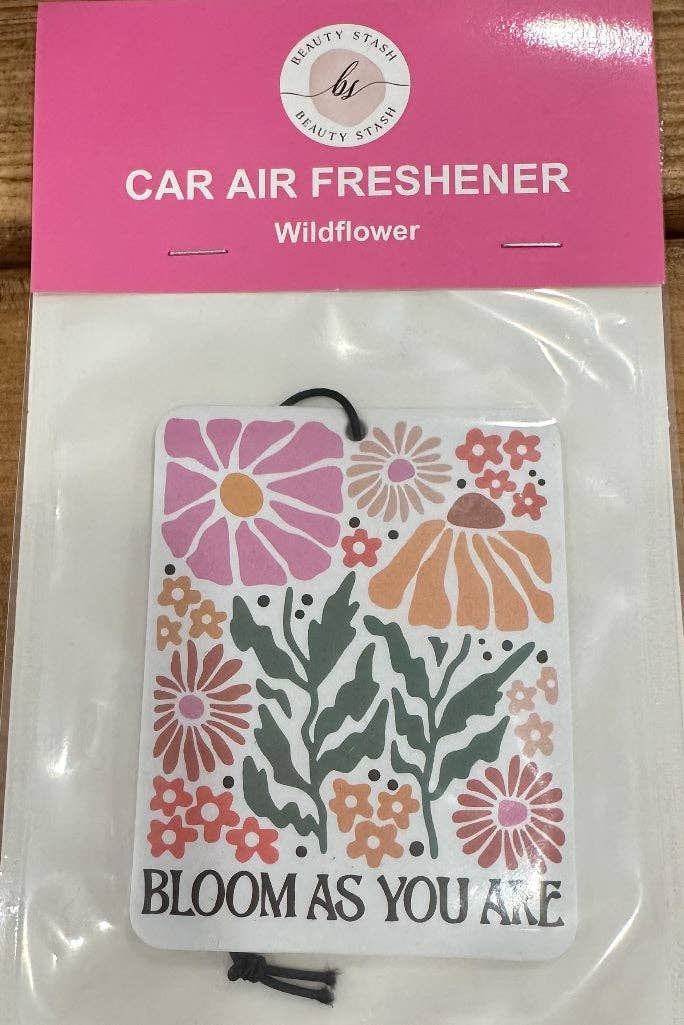 BEAUTY STASH
bs
BEAUTY STASH
CAR AIR FRESHENER
Wildflower
BLOOM AS YOU ARE